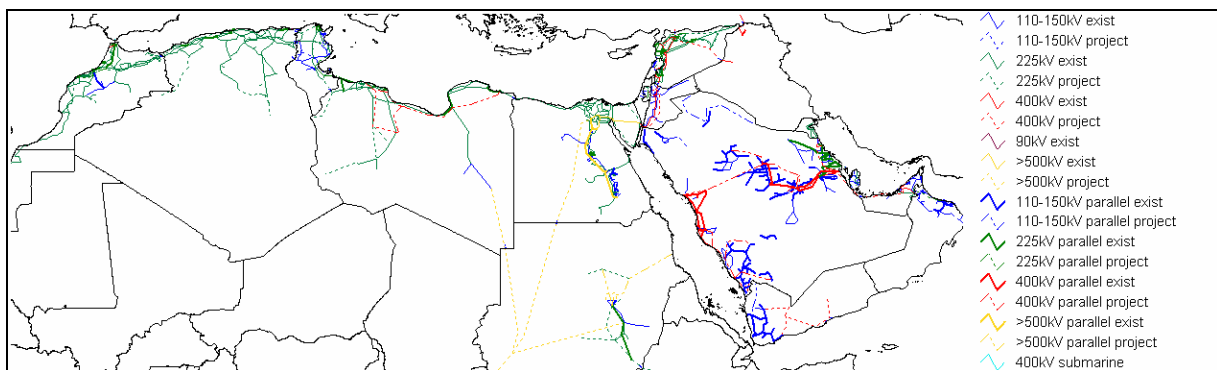 110-150kV exist
110-150kV project
225kV exist
225kV project
400kV exist
400kV project
90kV exist
>500kV exist
>500kV project
110-150kV parallel exist
110-150kV parallel project
225kV parallel exist
225kV parallel project
400kV parallel exist
400kV parallel project
>500kV parallel exist
>500kV parallel project
400kV submarine